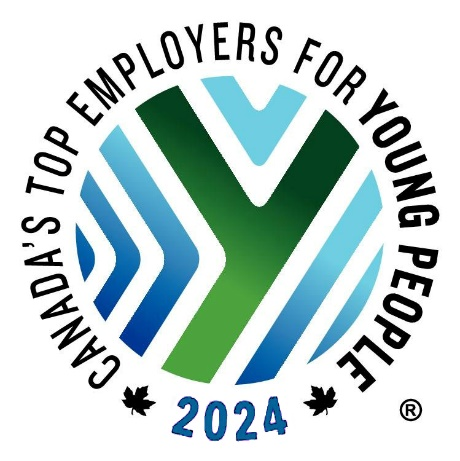 CANADA'S TOP EMPLOYERS FOR YOUNG PEOPLE
Y
2024
®